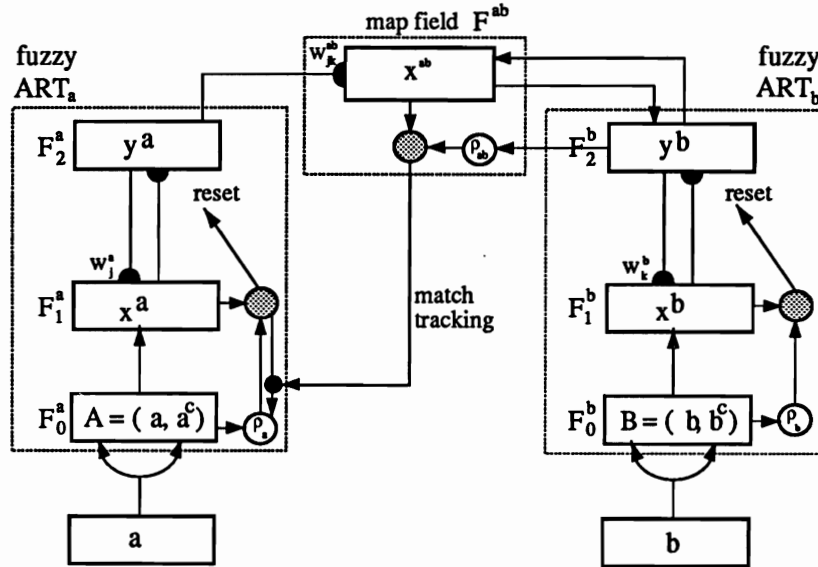 map field F^ab
fuzzy
ART_a
w_jk^ab
x^ab
fuzzy
ART_b
F_2^a
y^a
ρ_ab
F_2^b
y^b
reset
reset
w_j^a
w_k^b
F_1^a
x^a
match
tracking
F_1^b
x^b
F_0^a
A = ( a, a^c)
ρ_a
F_0^b
B = ( b, b^c)
ρ_b
a
b